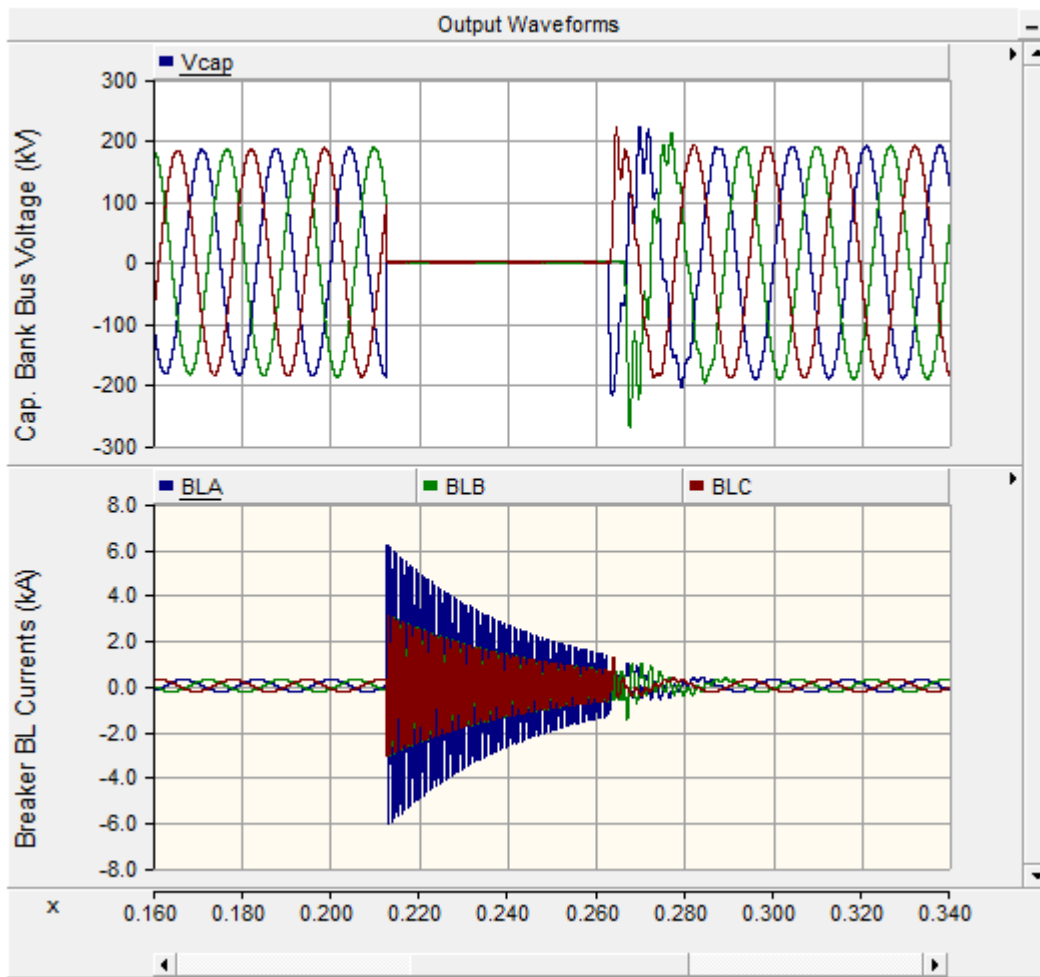 Output Waveforms
Vcap
Cap. Bank Bus Voltage (kV)
300
200
100
0
-100
-200
-300
BLA BLB BLC
Breaker BL Currents (kA)
8.0
6.0
4.0
2.0
0.0
-2.0
-4.0
-6.0
-8.0
x 0.160 0.180 0.200 0.220 0.240 0.260 0.280 0.300 0.320 0.340